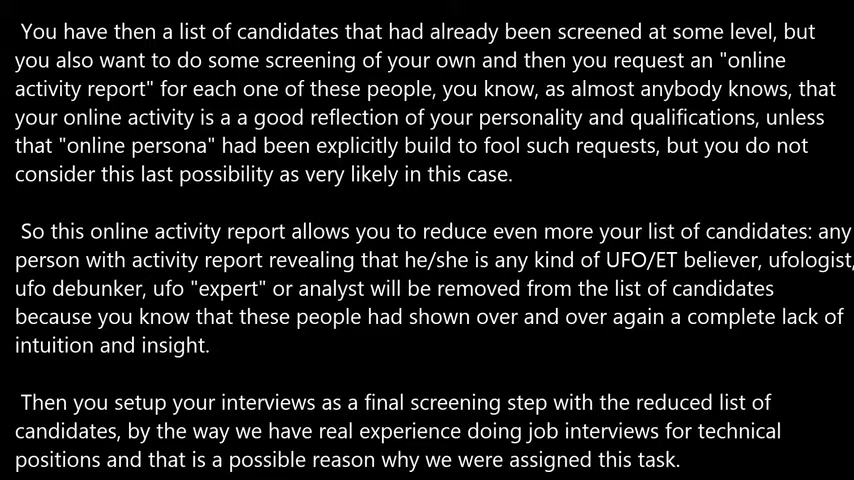 You have then a list of candidates that had already been screened at some level, but
you also want to do some screening of your own and then you request an "online
activity report" for each one of these people, you know, as almost anybody knows, that
your online activity is a a good reflection of your personality and qualifications, unless
that "online persona" had been explicitly build to fool such requests, but you do not
consider this last possibility as very likely in this case.
So this online activity report allows you to reduce even more your list of candidates: any
person with activity report revealing that he/she is any kind of UFO/ET believer, ufologist,
ufo debunker, ufo "expert" or analyst will be removed from the list of candidates
because you know that these people had shown over and over again a complete lack of
intuition and insight.
Then you setup your interviews as a final screening step with the reduced list of
candidates, by the way we have real experience doing job interviews for technical
positions and that is a possible reason why we were assigned this task.